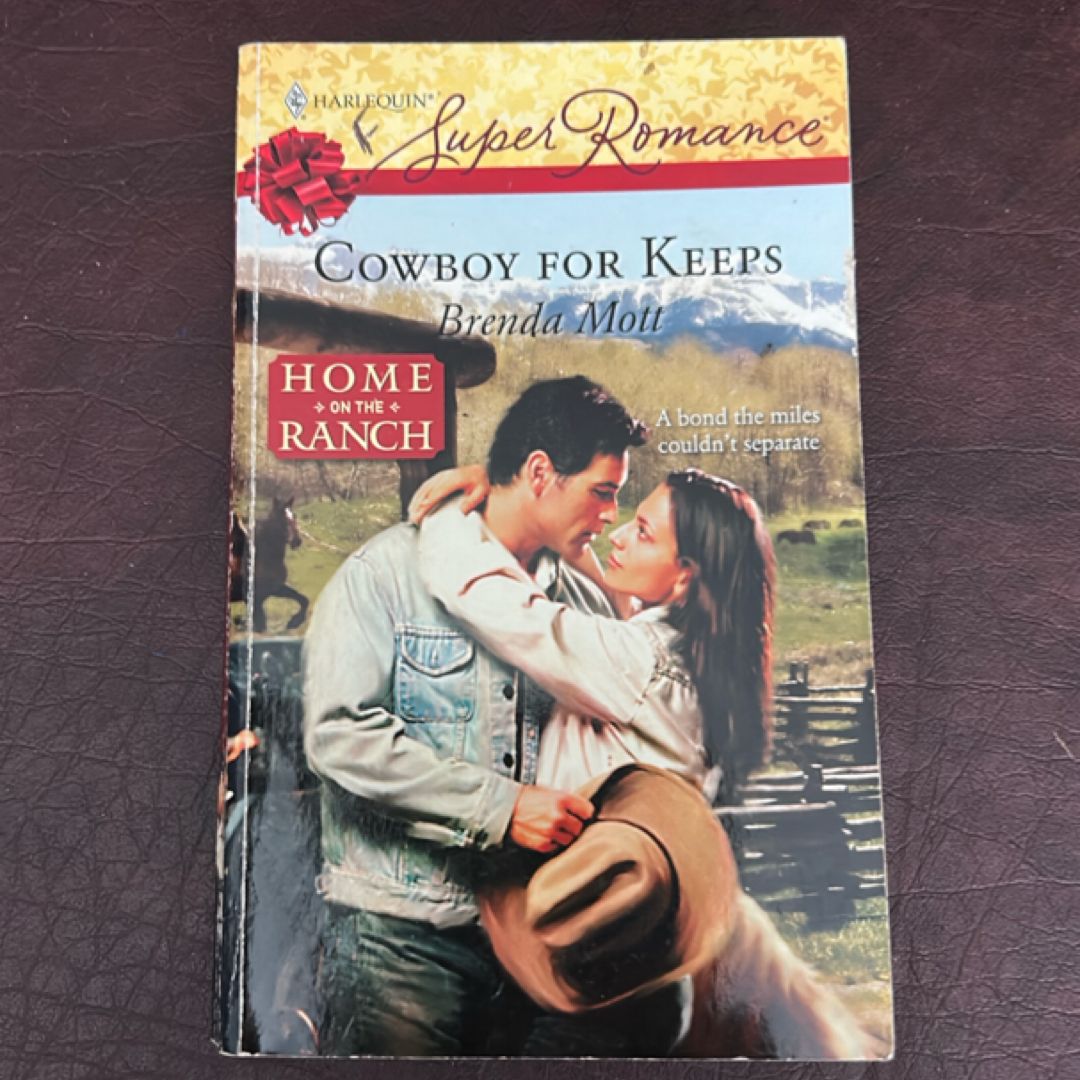 HARLEQUIN®
Super Romance®
COWBOY FOR KEEPS
Brenda Mott
HOME
ON THE
RANCH
A bond the miles
couldn't separate